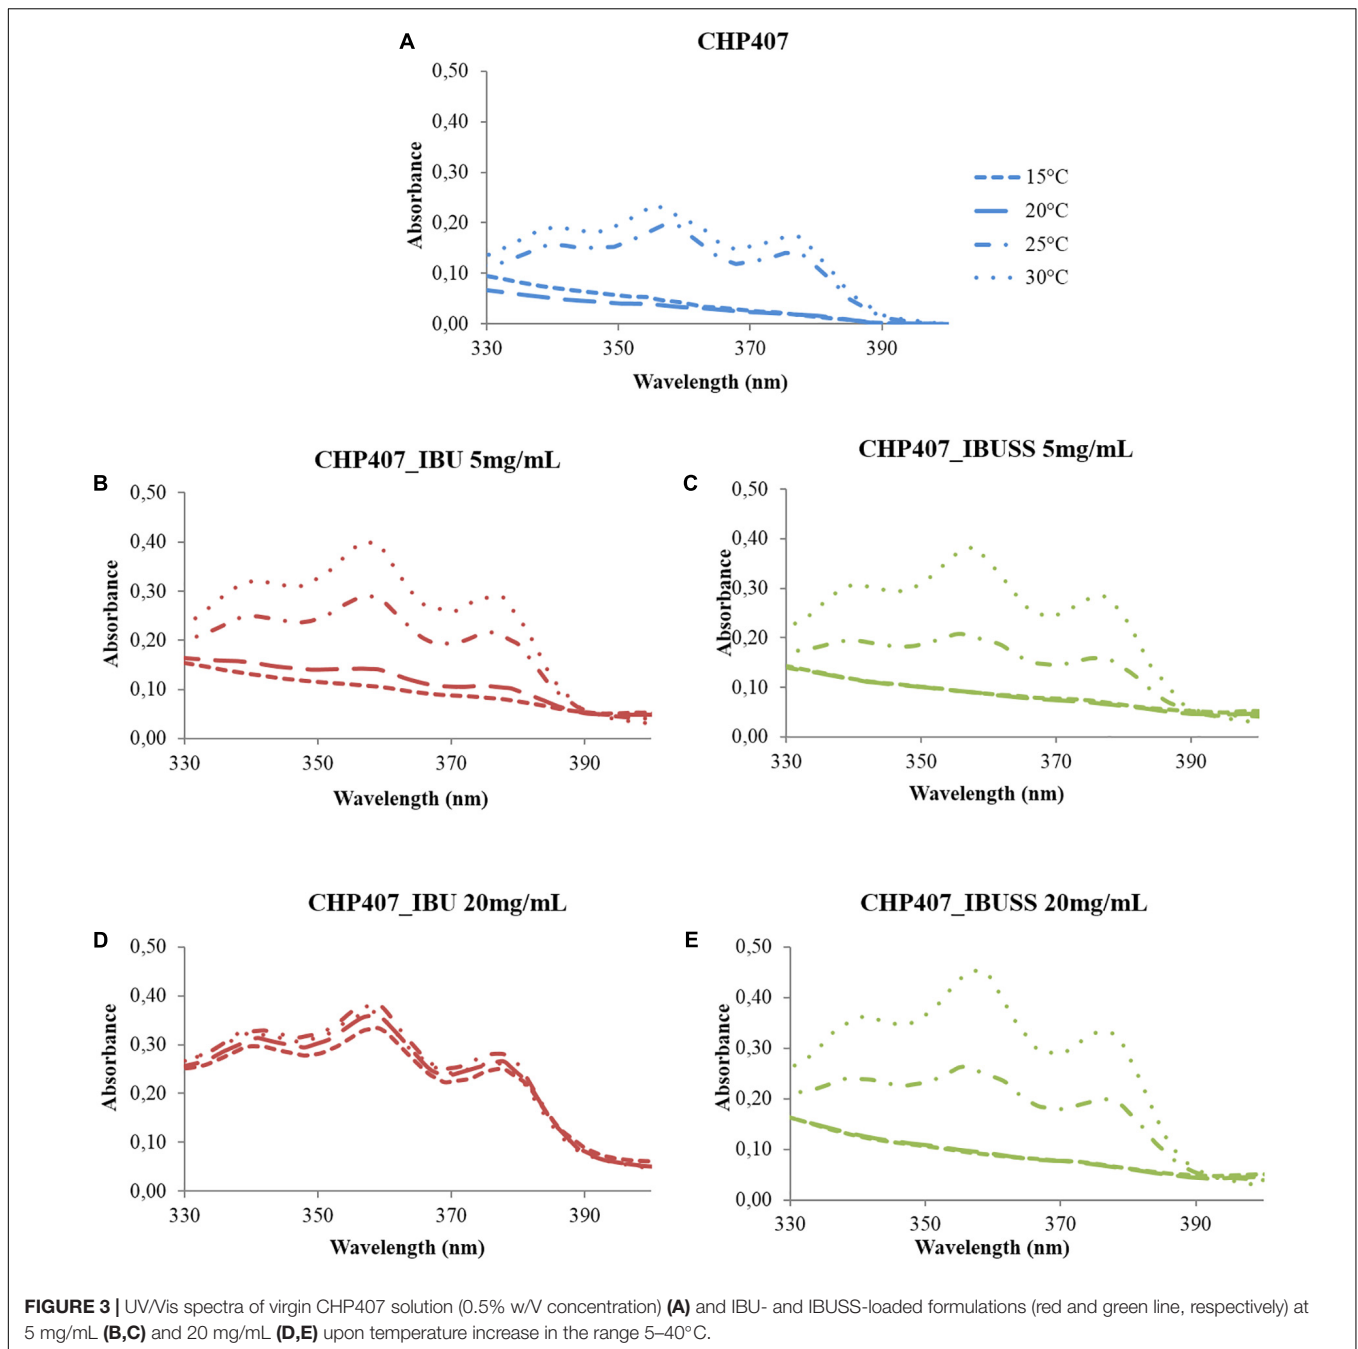 A
CHP407
0,50
0,40
0,30
0,20
0,10
0,00
Absorbance
330
350
370
390
Wavelength (nm)
15°C
20°C
25°C
30°C
B
CHP407_IBU 5mg/mL
0,50
0,40
0,30
0,20
0,10
0,00
Absorbance
330
350
370
390
Wavelength (nm)
C
CHP407_IBUSS 5mg/mL
0,50
0,40
0,30
0,20
0,10
0,00
Absorbance
330
350
370
390
Wavelength (nm)
D
CHP407_IBU 20mg/mL
0,50
0,40
0,30
0,20
0,10
0,00
Absorbance
330
350
370
390
Wavelength (nm)
E
CHP407_IBUSS 20mg/mL
0,50
0,40
0,30
0,20
0,10
0,00
Absorbance
330
350
370
390
Wavelength (nm)
FIGURE 3 | UV/Vis spectra of virgin CHP407 solution (0.5% w/V concentration) (A) and IBU- and IBUSS-loaded formulations (red and green line, respectively) at
5 mg/mL (B,C) and 20 mg/mL (D,E) upon temperature increase in the range 5–40°C.